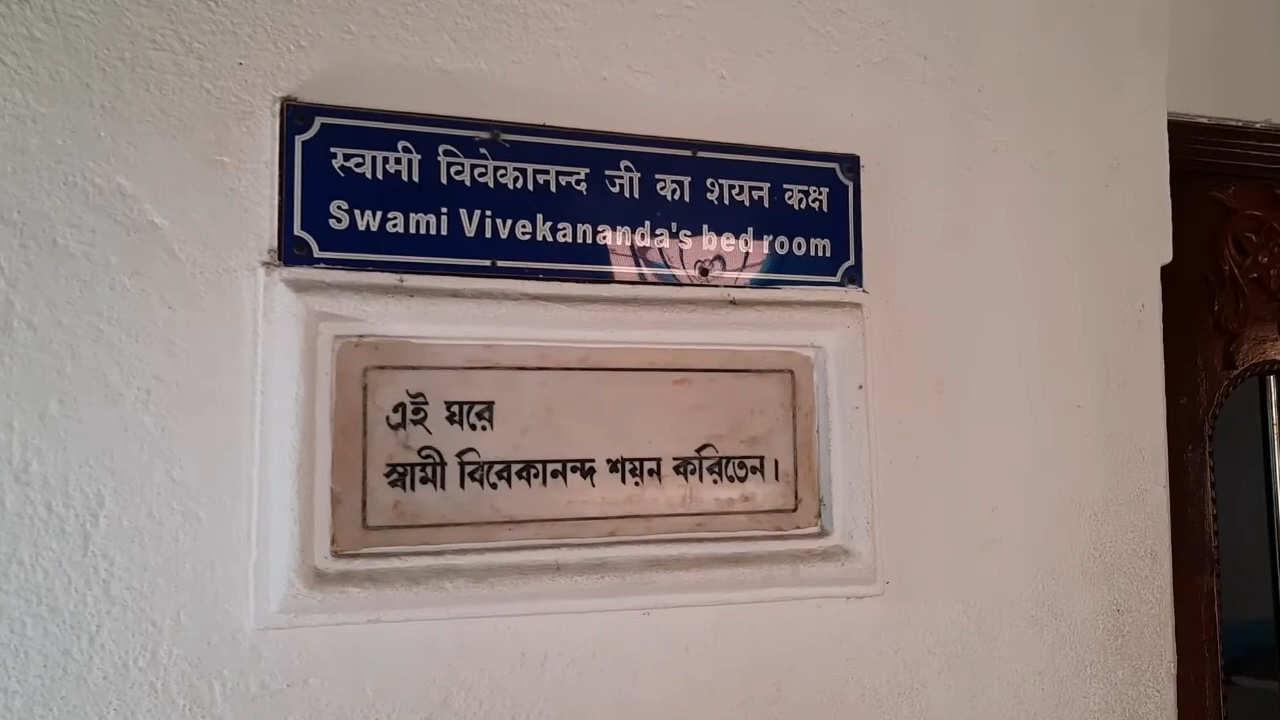 स्वामी विवेकानन्द जी का शयन कक्ष
Swami Vivekananda's bed room
এই ঘরে
স্বামী বিবেকানন্দ শয়ন করিতেন।